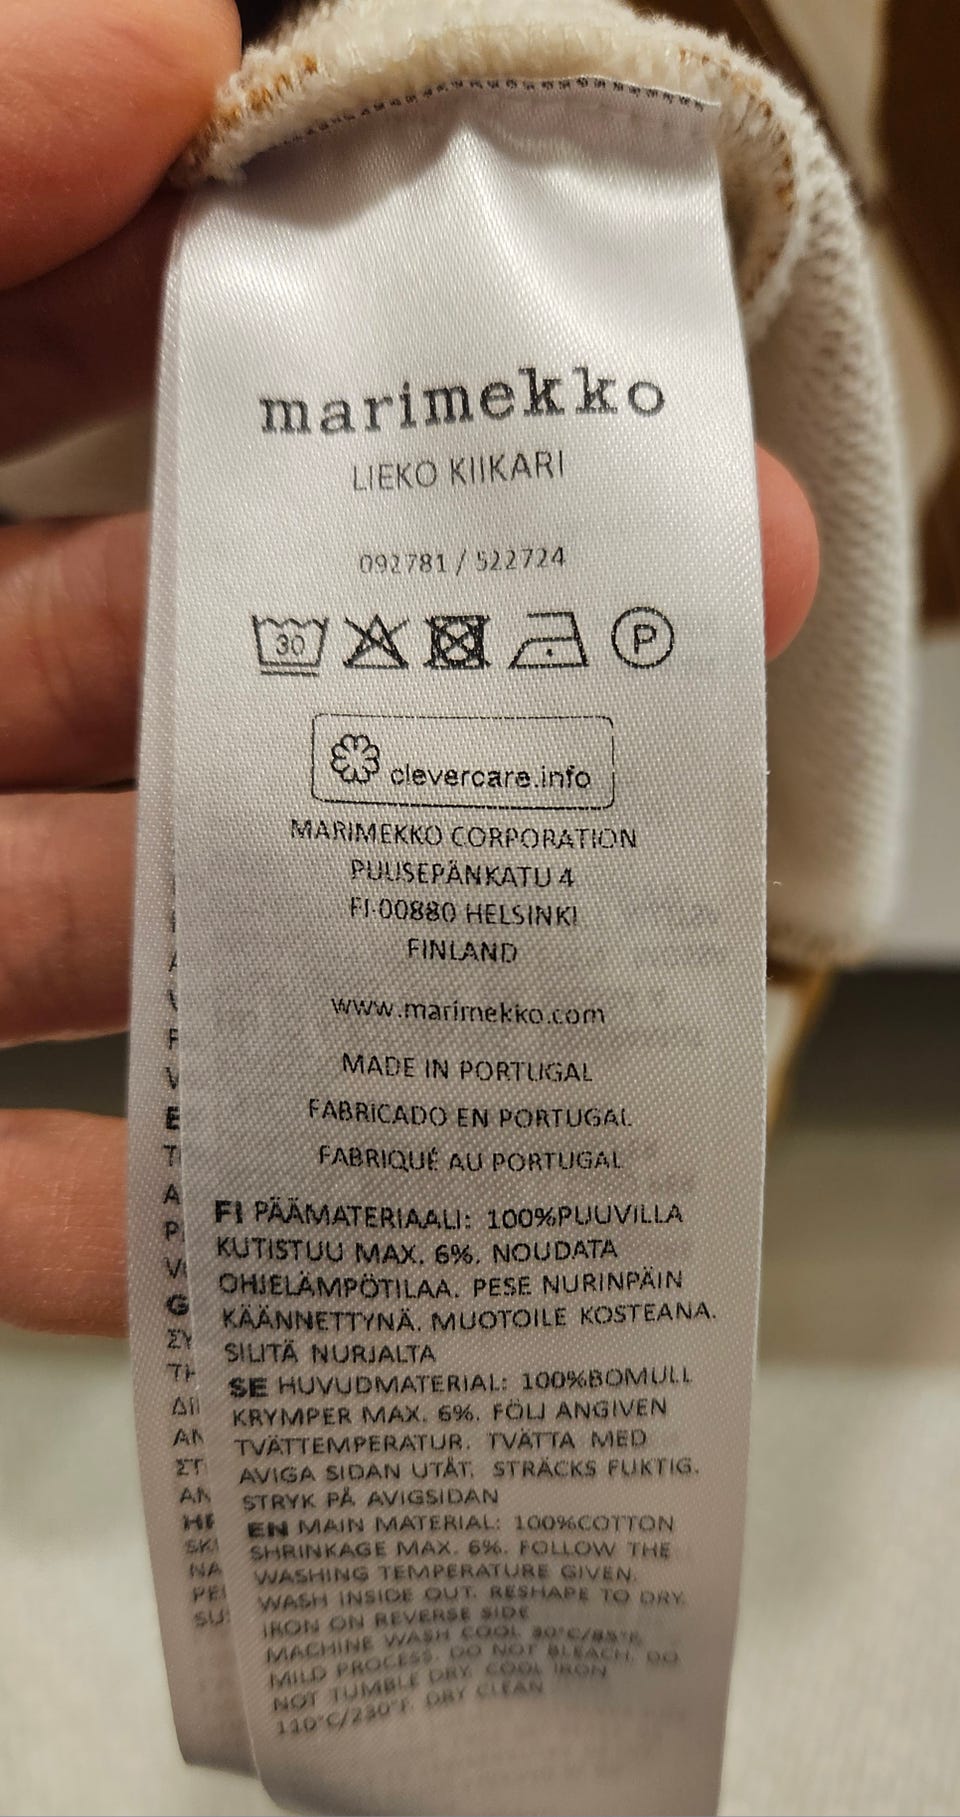 marimekko
LIEKO KIIKARI
092781 / 522724
30
P
clevercare.info
MARIMEKKO CORPORATION
PUUSEPÄNKATU 4
FI-00880 HELSINKI
FINLAND
www.marimekko.com
MADE IN PORTUGAL
FABRICADO EN PORTUGAL
FABRIQUÉ AU PORTUGAL
FI PÄÄMATERIAALI: 100%PUUVILLA
KUTISTUU MAX. 6%. NOUDATA
OHJELÄMPÖTILAA. PESE NURINPÄIN
KÄÄNNETTYNÄ. MUOTOILE KOSTEANA.
SILITÄ NURJALTA
SE HUVUDMATERIAL: 100%BOMULL
KRYMPER MAX. 6%. FÖLJ ANGIVEN
TVÄTTEMPERATUR. TVÄTTA MED
AVIGA SIDAN UTÅT. STRÄCKS FUKTIG.
STRYK PÅ AVIGSIDAN
EN MAIN MATERIAL: 100%COTTON
SHRINKAGE MAX. 6%. FOLLOW THE
WASHING TEMPERATURE GIVEN.
WASH INSIDE OUT. RESHAPE TO DRY.
IRON ON REVERSE SIDE
MACHINE WASH COOL 30°C/85°F.
MILD PROCESS. DO NOT BLEACH. DO
NOT TUMBLE DRY. COOL IRON
110°C/230°F. DRY CLEAN